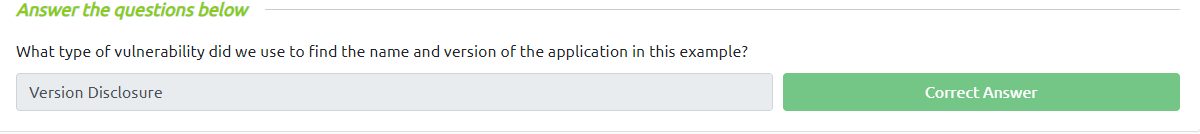 Answer the questions below
What type of vulnerability did we use to find the name and version of the application in this example?
Version Disclosure
Correct Answer